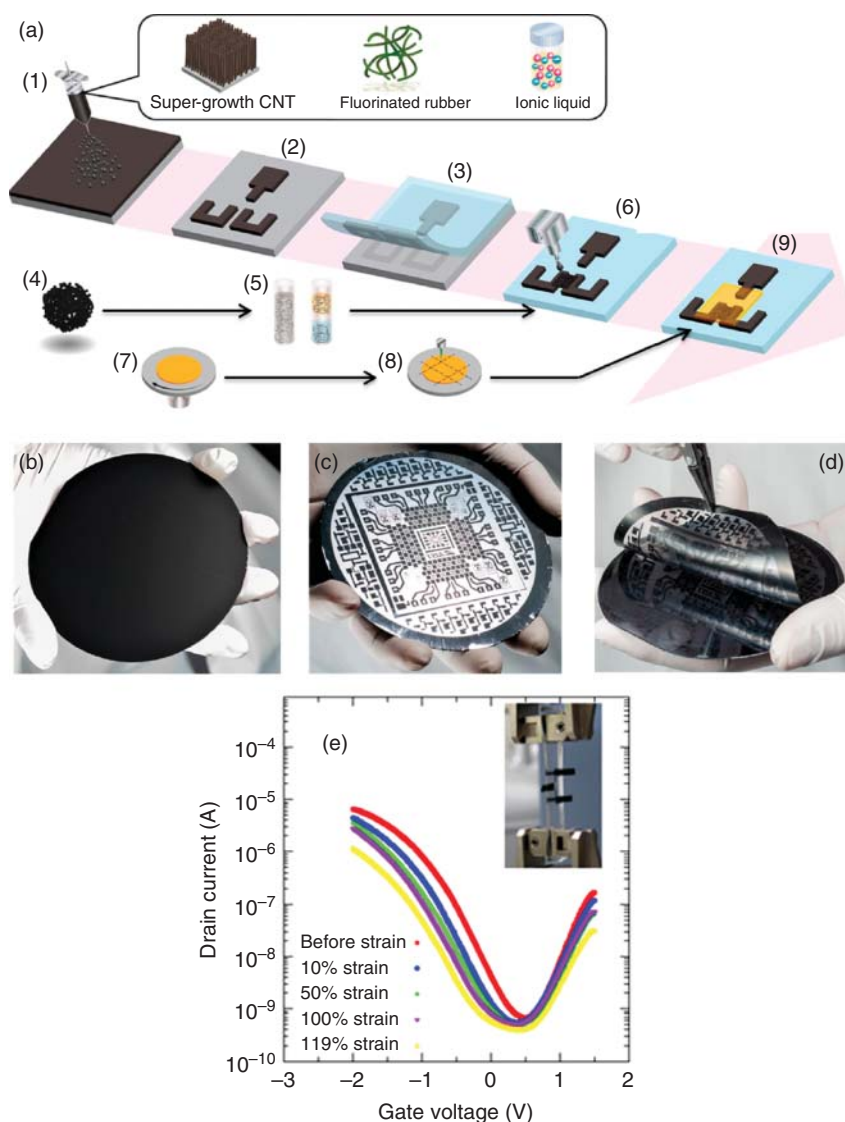 (a)
(1)
Super-growth CNT
Fluorinated rubber
Ionic liquid
(2)
(3)
(6)
(9)
(4)
(5)
(7)
(8)
(b)
(c)
(d)
(e)
Drain current (A)
10⁻⁴
10⁻⁵
10⁻⁶
10⁻⁷
10⁻⁸
10⁻⁹
10⁻¹⁰
Before strain
10% strain
50% strain
100% strain
119% strain
−3 −2 −1 0 1 2
Gate voltage (V)